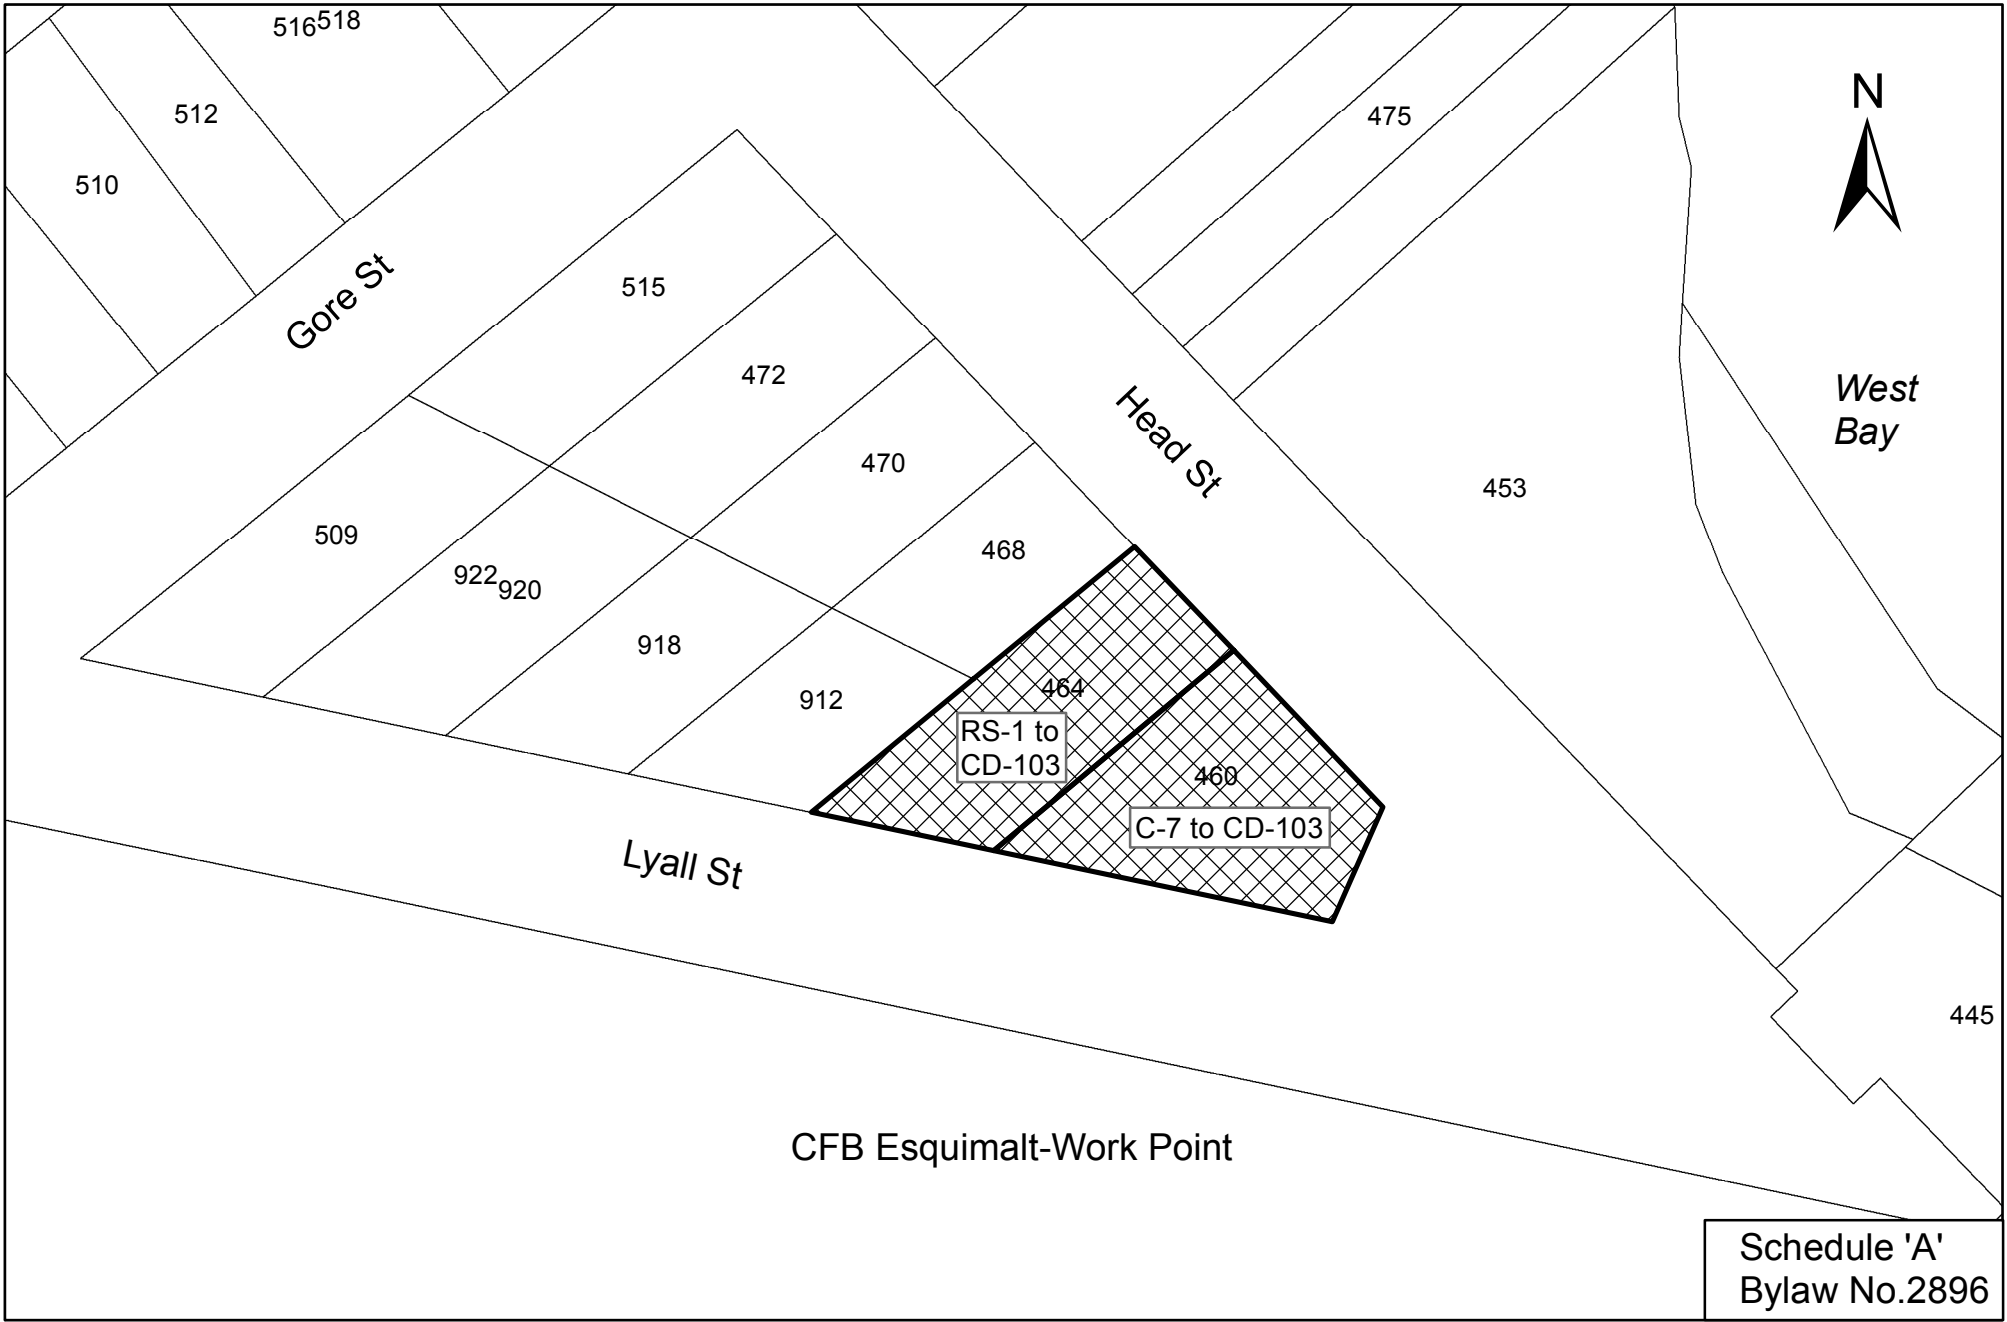 516 518
512
510
475
N
Gore St
515
472
West
Bay
Head St
470
453
509
468
922 920
918
464
912
RS-1 to
CD-103
460
C-7 to CD-103
Lyall St
445
CFB Esquimalt-Work Point
Schedule 'A'
Bylaw No.2896